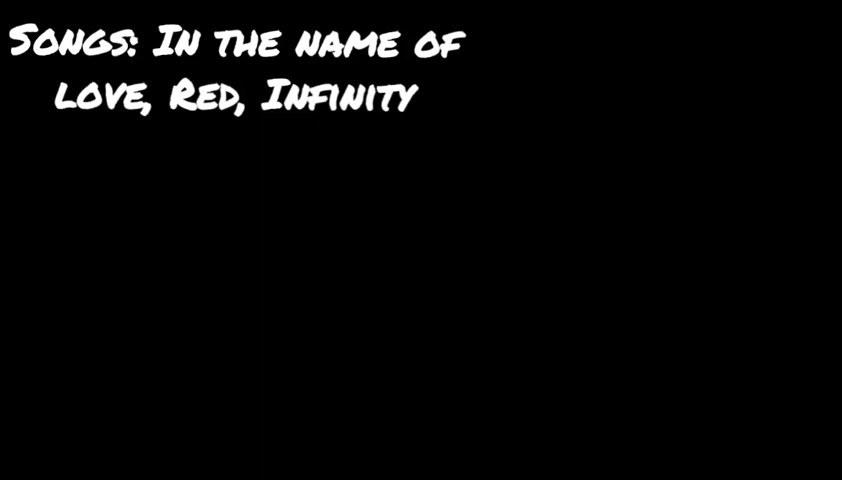 Songs: In the name of
love, Red, Infinity